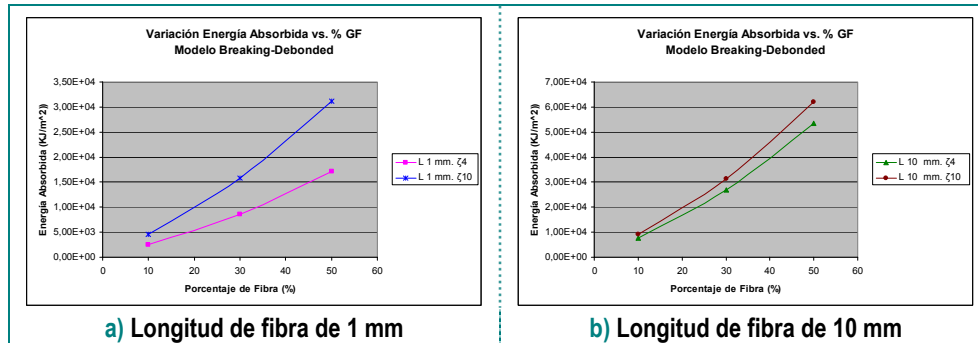 Variación Energía Absorbida vs. % GF
Modelo Breaking-Debonded
Energía Absorbida (KJ/m^2))
3,50E+04
3,00E+04
2,50E+04
2,00E+04
1,50E+04
1,00E+04
5,00E+03
0,00E+00
0 10 20 30 40 50 60
Porcentaje de Fibra (%)
L 1 mm. ζ4
L 1 mm. ζ10
a) Longitud de fibra de 1 mm
Variación Energía Absorbida vs. % GF
Modelo Breaking-Debonded
Energía Absorbida (KJ/m^2))
7,00E+04
6,00E+04
5,00E+04
4,00E+04
3,00E+04
2,00E+04
1,00E+04
0,00E+00
0 10 20 30 40 50 60
Porcentaje de Fibra (%)
L 10 mm. ζ4
L 10 mm. ζ10
b) Longitud de fibra de 10 mm